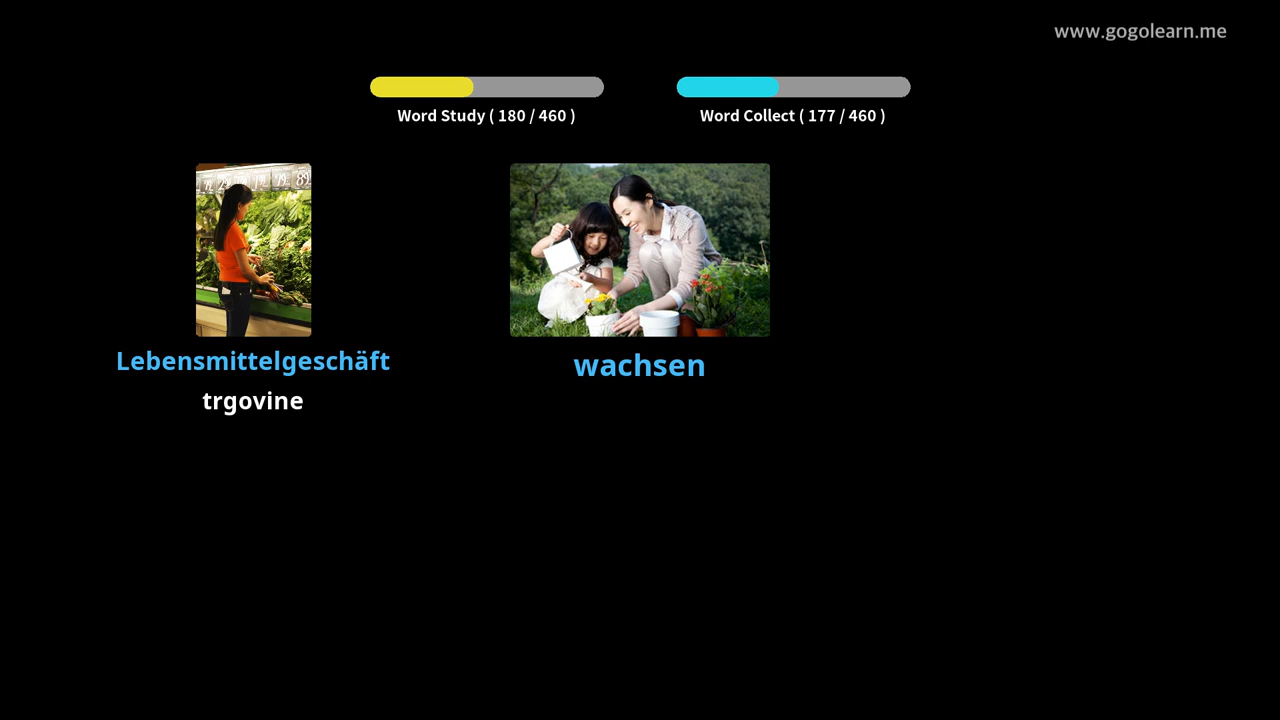 www.gogolearn.me
Word Study ( 180 / 460 )
Word Collect ( 177 / 460 )
Lebensmittelgeschäft
trgovine
wachsen